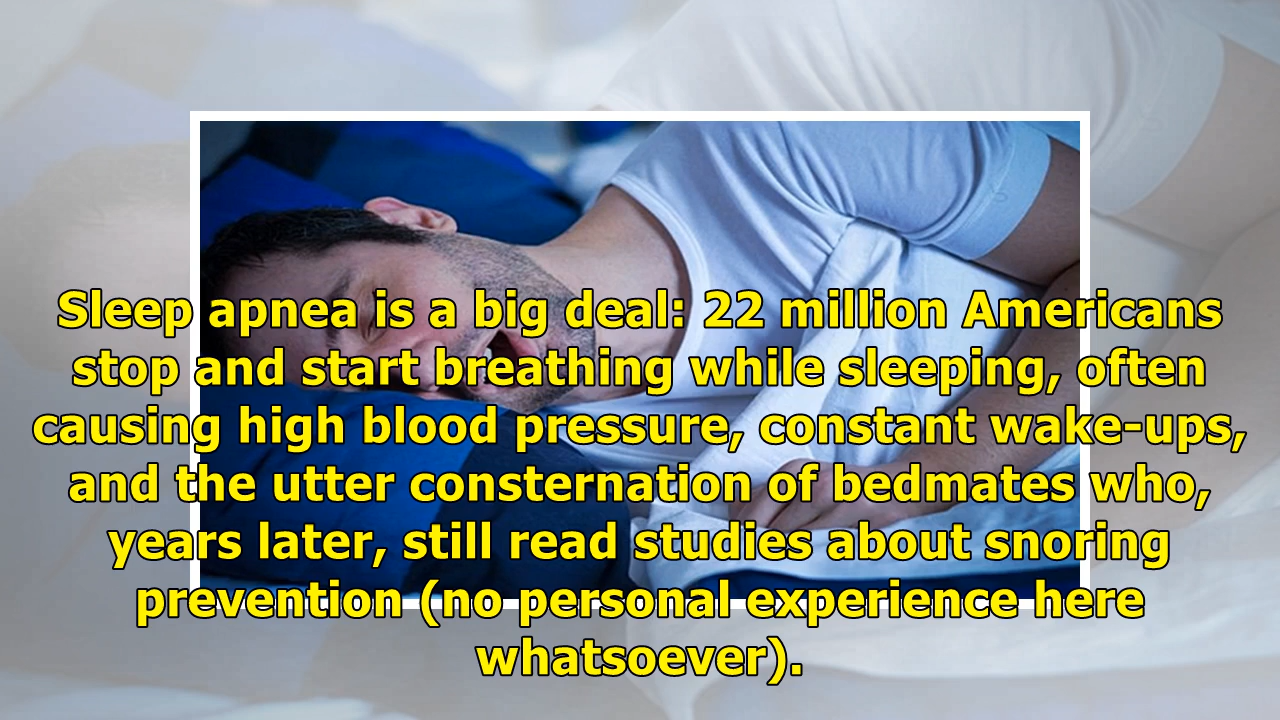 Sleep apnea is a big deal: 22 million Americans
stop and start breathing while sleeping, often
causing high blood pressure, constant wake-ups,
and the utter consternation of bedmates who,
years later, still read studies about snoring
prevention (no personal experience here
whatsoever).